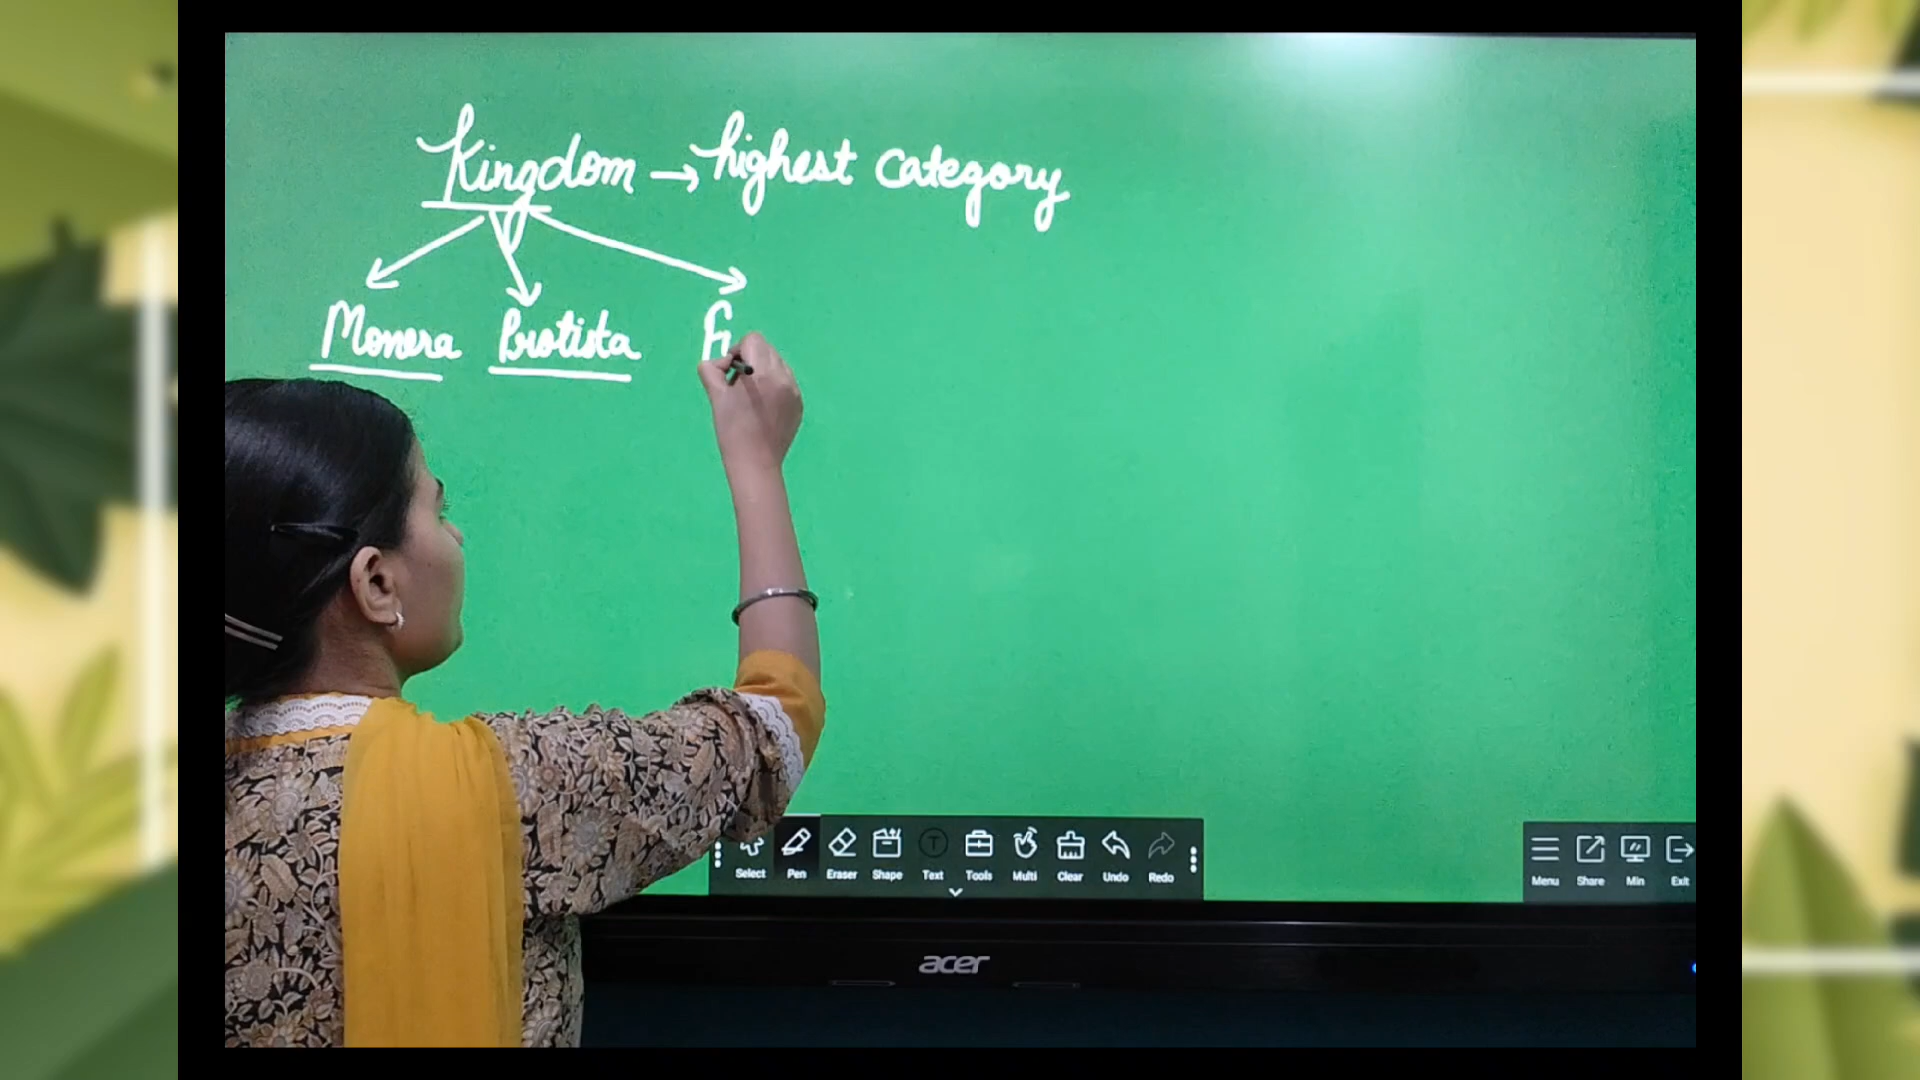 Kingdom → highest category
Monera Protista
Select Pen Eraser Shape Text Tools Multi Clear Undo Redo
Menu Share Min Exit
acer